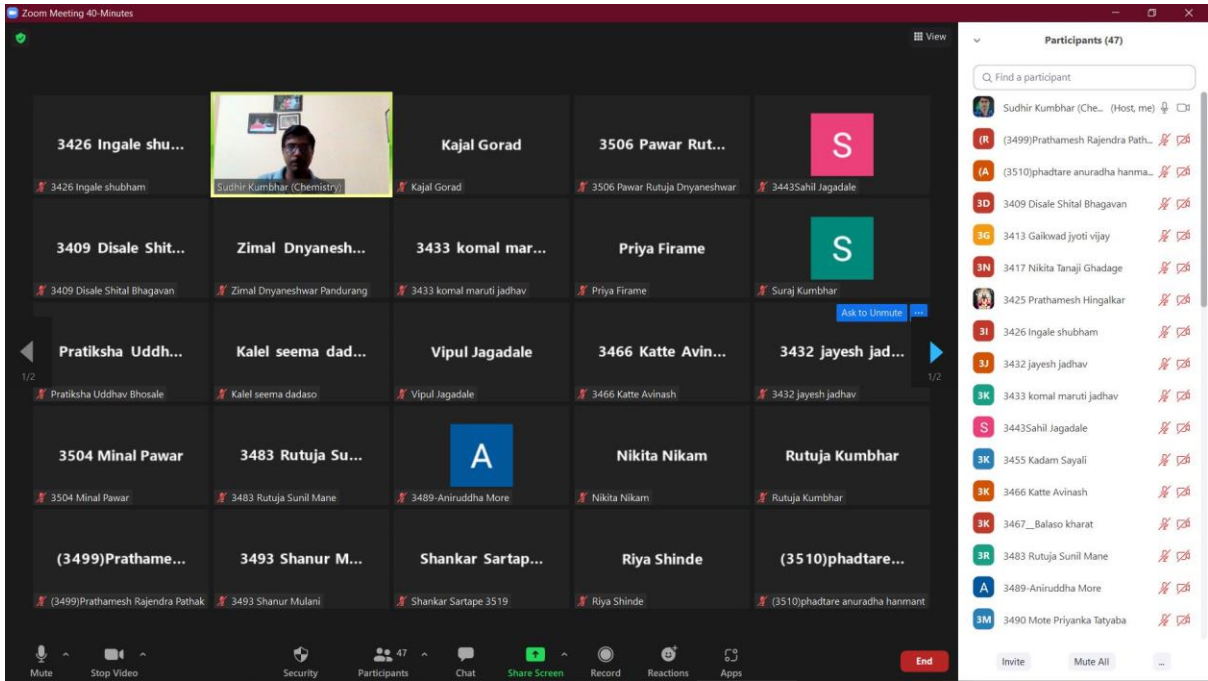 Zoom Meeting 40-Minutes
View
3426 Ingale shu...
3426 Ingale shubham
Sudhir Kumbhar (Chemistry)
Kajal Gorad
Kajal Gorad
3506 Pawar Rut...
3506 Pawar Rutuja Dnyaneshwar
S
3443Sahil Jagadale
3409 Disale Shit...
3409 Disale Shital Bhagavan
Zimal Dnyanesh...
Zimal Dnyaneshwar Pandurang
3433 komal mar...
3433 komal maruti jadhav
Priya Firame
Priya Firame
S
Suraj Kumbhar
Ask to Unmute ...
1/2
Pratiksha Uddh...
Pratiksha Uddhav Bhosale
Kalel seema dad...
Kalel seema dadaso
Vipul Jagadale
Vipul Jagadale
3466 Katte Avin...
3466 Katte Avinash
3432 jayesh jad...
3432 jayesh jadhav
1/2
3504 Minal Pawar
3504 Minal Pawar
3483 Rutuja Su...
3483 Rutuja Sunil Mane
A
3489-Aniruddha More
Nikita Nikam
Nikita Nikam
Rutuja Kumbhar
Rutuja Kumbhar
(3499)Prathame...
(3499)Prathamesh Rajendra Pathak
3493 Shanur M...
3493 Shanur Mulani
Shankar Sartap...
Shankar Sartape 3519
Riya Shinde
Riya Shinde
(3510)phadtare...
(3510)phadtare anuradha hanmant
Mute
Stop Video
Security
47
Participants
Chat
Share Screen
Record
Reactions
Apps
End
Participants (47)
Find a participant
Sudhir Kumbhar (Che... (Host, me)
(R (3499)Prathamesh Rajendra Path...
(A (3510)phadtare anuradha hanma...
3D 3409 Disale Shital Bhagavan
3G 3413 Gaikwad jyoti vijay
3N 3417 Nikita Tanaji Ghadage
3425 Prathamesh Hingalkar
3I 3426 Ingale shubham
3J 3432 jayesh jadhav
3K 3433 komal maruti jadhav
S 3443Sahil Jagadale
3K 3455 Kadam Sayali
3K 3466 Katte Avinash
3K 3467__Balaso kharat
3R 3483 Rutuja Sunil Mane
A 3489-Aniruddha More
3M 3490 Mote Priyanka Tatyaba
Invite
Mute All
...